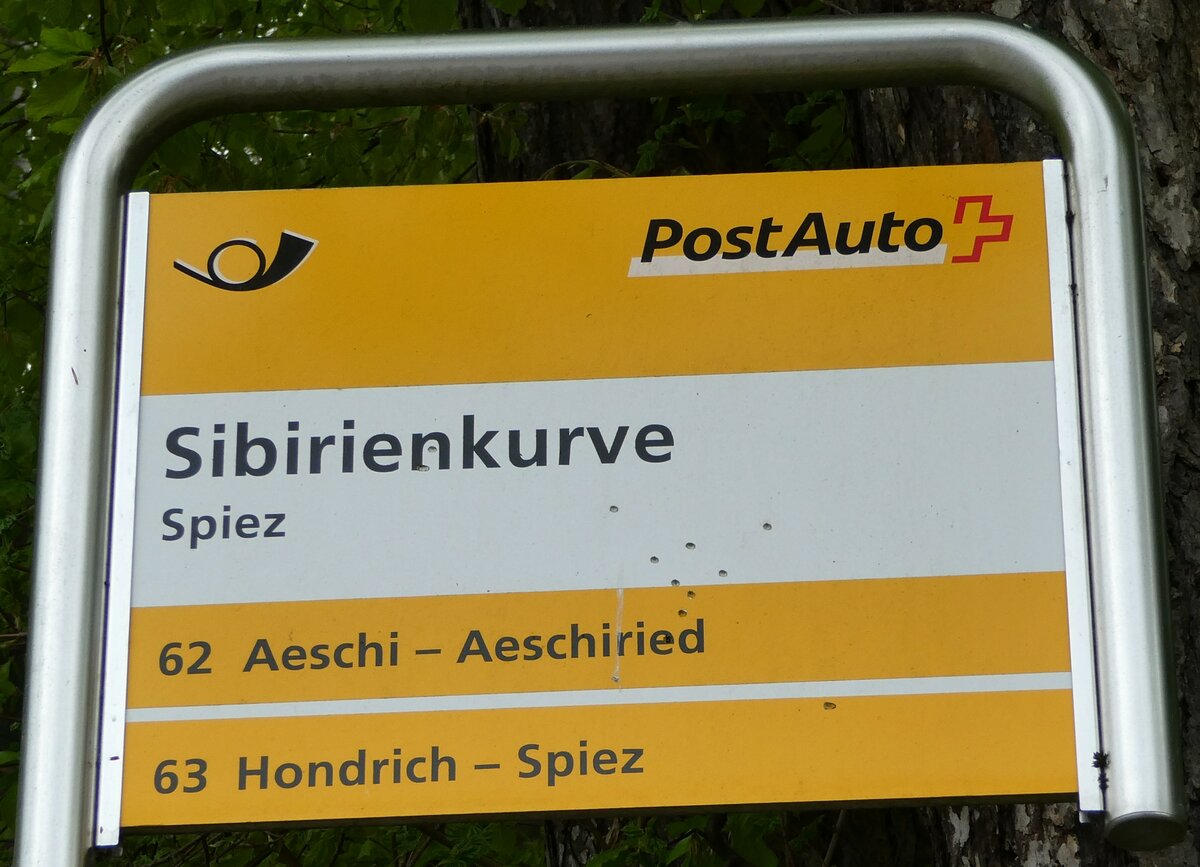 PostAuto
Sibirienkurve
Spiez
62 Aeschi – Aeschiried
63 Hondrich – Spiez